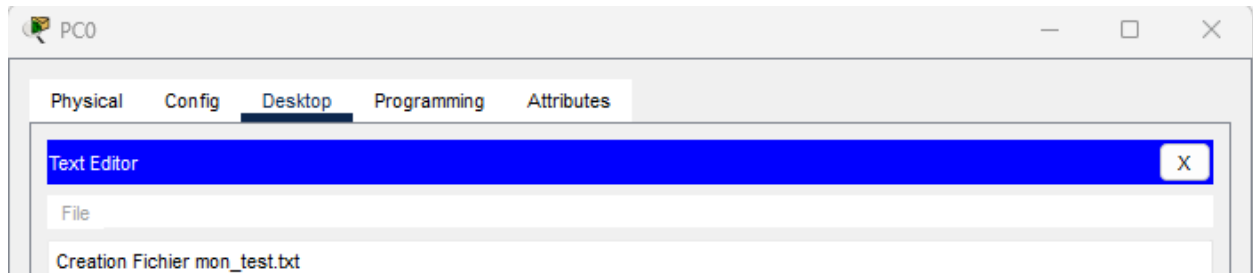 PC0
Physical Config Desktop Programming Attributes
Text Editor X
File
Creation Fichier mon_test.txt